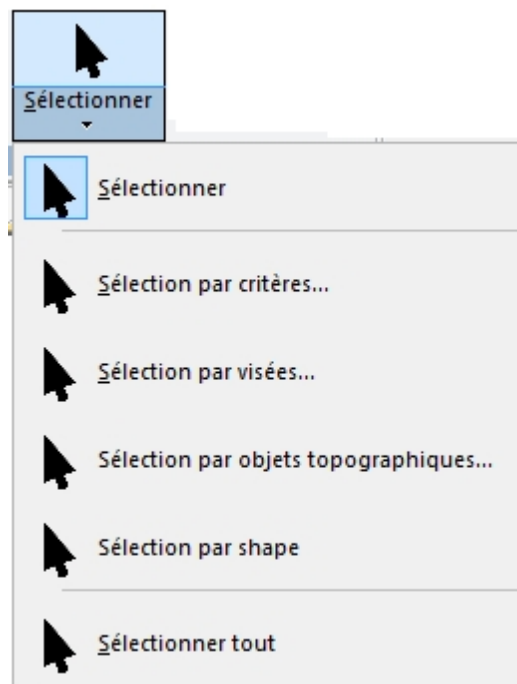 Sélectionner
Sélectionner
Sélection par critères...
Sélection par visées...
Sélection par objets topographiques...
Sélection par shape
Sélectionner tout